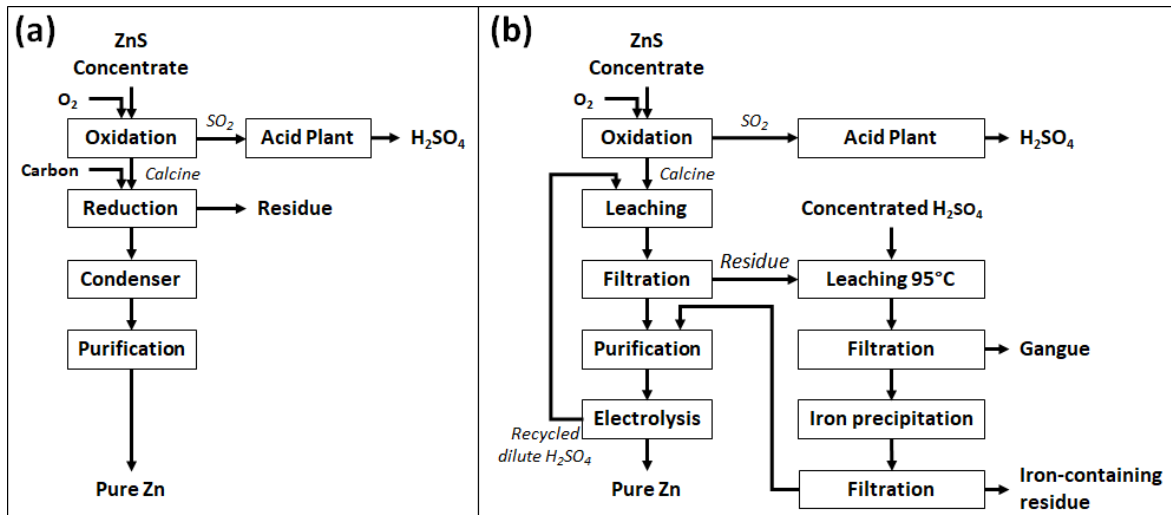 (a)
ZnS
Concentrate
O₂
Oxidation
SO₂
Acid Plant
H₂SO₄
Carbon
Calcine
Reduction
Residue
Condenser
Purification
Pure Zn
(b)
ZnS
Concentrate
O₂
Oxidation
SO₂
Acid Plant
H₂SO₄
Calcine
Leaching
Concentrated H₂SO₄
Filtration
Residue
Leaching 95°C
Purification
Filtration
Gangue
Electrolysis
Iron precipitation
Recycled
dilute H₂SO₄
Pure Zn
Filtration
Iron-containing
residue